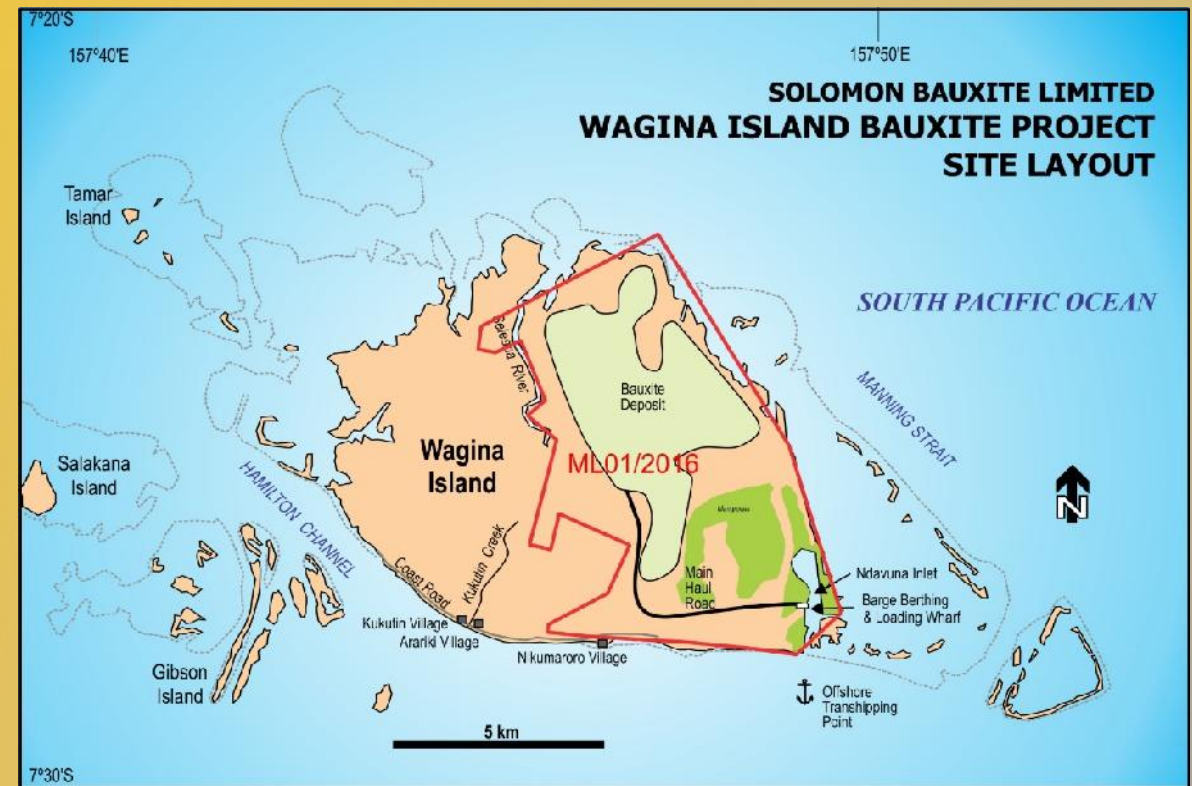 7°20'S
157°40'E
157°50'E
SOLOMON BAUXITE LIMITED
WAGINA ISLAND BAUXITE PROJECT
SITE LAYOUT
Tamar
Island
SOUTH PACIFIC OCEAN
Bauxite
Deposit
MANNING STRAIT
Wagina
Island
ML01/2016
Salakana
Island
HAMILTON CHANNEL
N
Coast Road
Kukutin Creek
Main
Haul
Road
Ndavuna Inlet
Barge Berthing
& Loading Wharf
Kukutin Village
Arariki Village
Nikumaroro Village
Gibson
Island
Offshore
Transhipping
Point
5 km
7°30'S